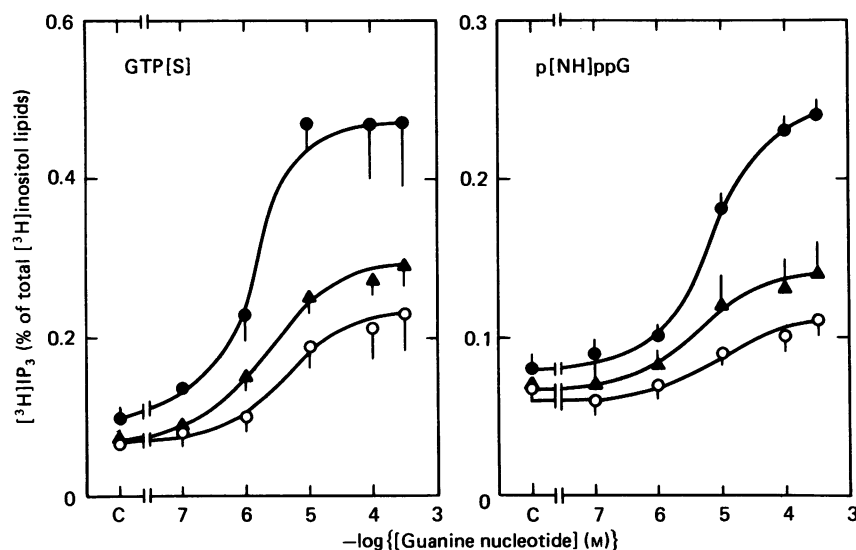 GTP[S]
p[NH]ppG
[³H]IP₃ (% of total [³H]inositol lipids)
0.6
0.4
0.2
0
0.3
0.2
0.1
0
C 7 6 5 4 3
C 7 6 5 4 3
−log{[Guanine nucleotide] (M)}